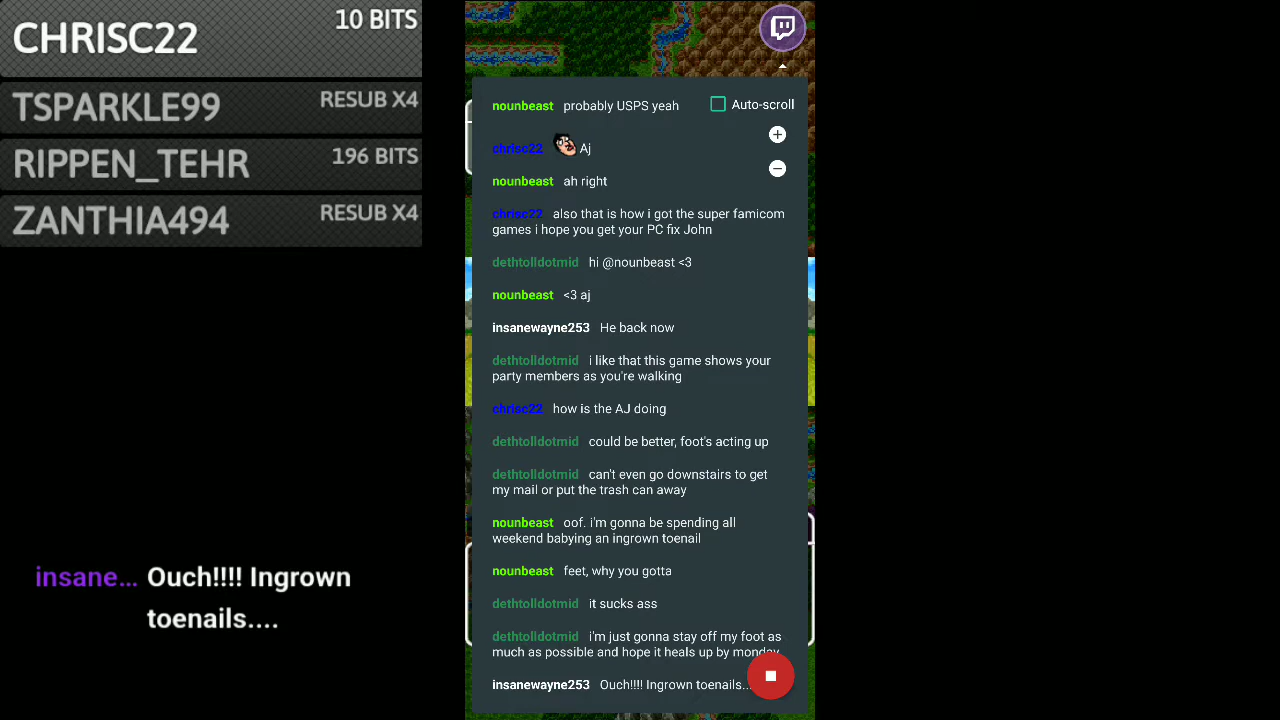 CHRISC22 10 BITS
TSPARKLE99 RESUB X4
RIPPEN_TEHR 196 BITS
ZANTHIA494 RESUB X4
insane... Ouch!!!! Ingrown
toenails....
nounbeast probably USPS yeah
Auto-scroll
chrisc22 Aj
nounbeast ah right
chrisc22 also that is how i got the super famicom
games i hope you get your PC fix John
dethtolldotmid hi @nounbeast <3
nounbeast <3 aj
insanewayne253 He back now
dethtolldotmid i like that this game shows your
party members as you're walking
chrisc22 how is the AJ doing
dethtolldotmid could be better, foot's acting up
dethtolldotmid can't even go downstairs to get
my mail or put the trash can away
nounbeast oof. i'm gonna be spending all
weekend babying an ingrown toenail
nounbeast feet, why you gotta
dethtolldotmid it sucks ass
dethtolldotmid i'm just gonna stay off my foot as
much as possible and hope it heals up by monday
insanewayne253 Ouch!!!! Ingrown toenails...